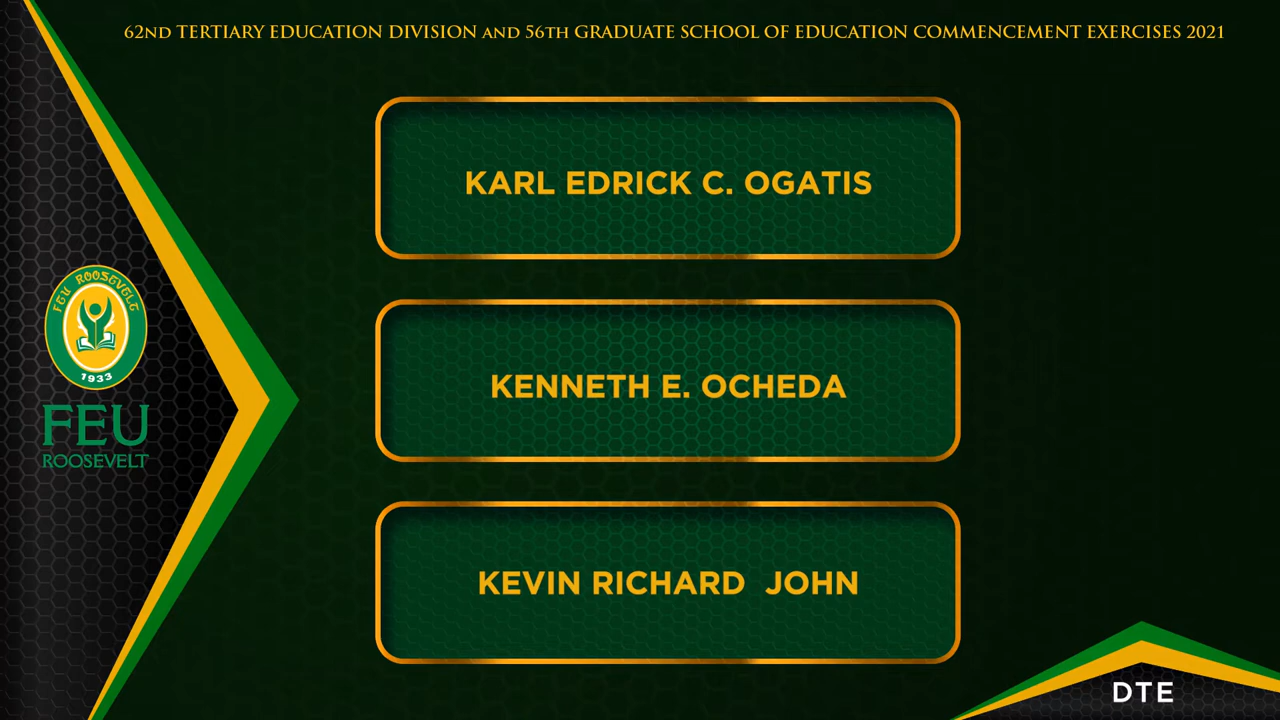 62ND TERTIARY EDUCATION DIVISION AND 56TH GRADUATE SCHOOL OF EDUCATION COMMENCEMENT EXERCISES 2021
KARL EDRICK C. OGATIS
KENNETH E. OCHEDA
KEVIN RICHARD  JOHN
FEU ROOSEVELT
1933
FEU
ROOSEVELT
DTE